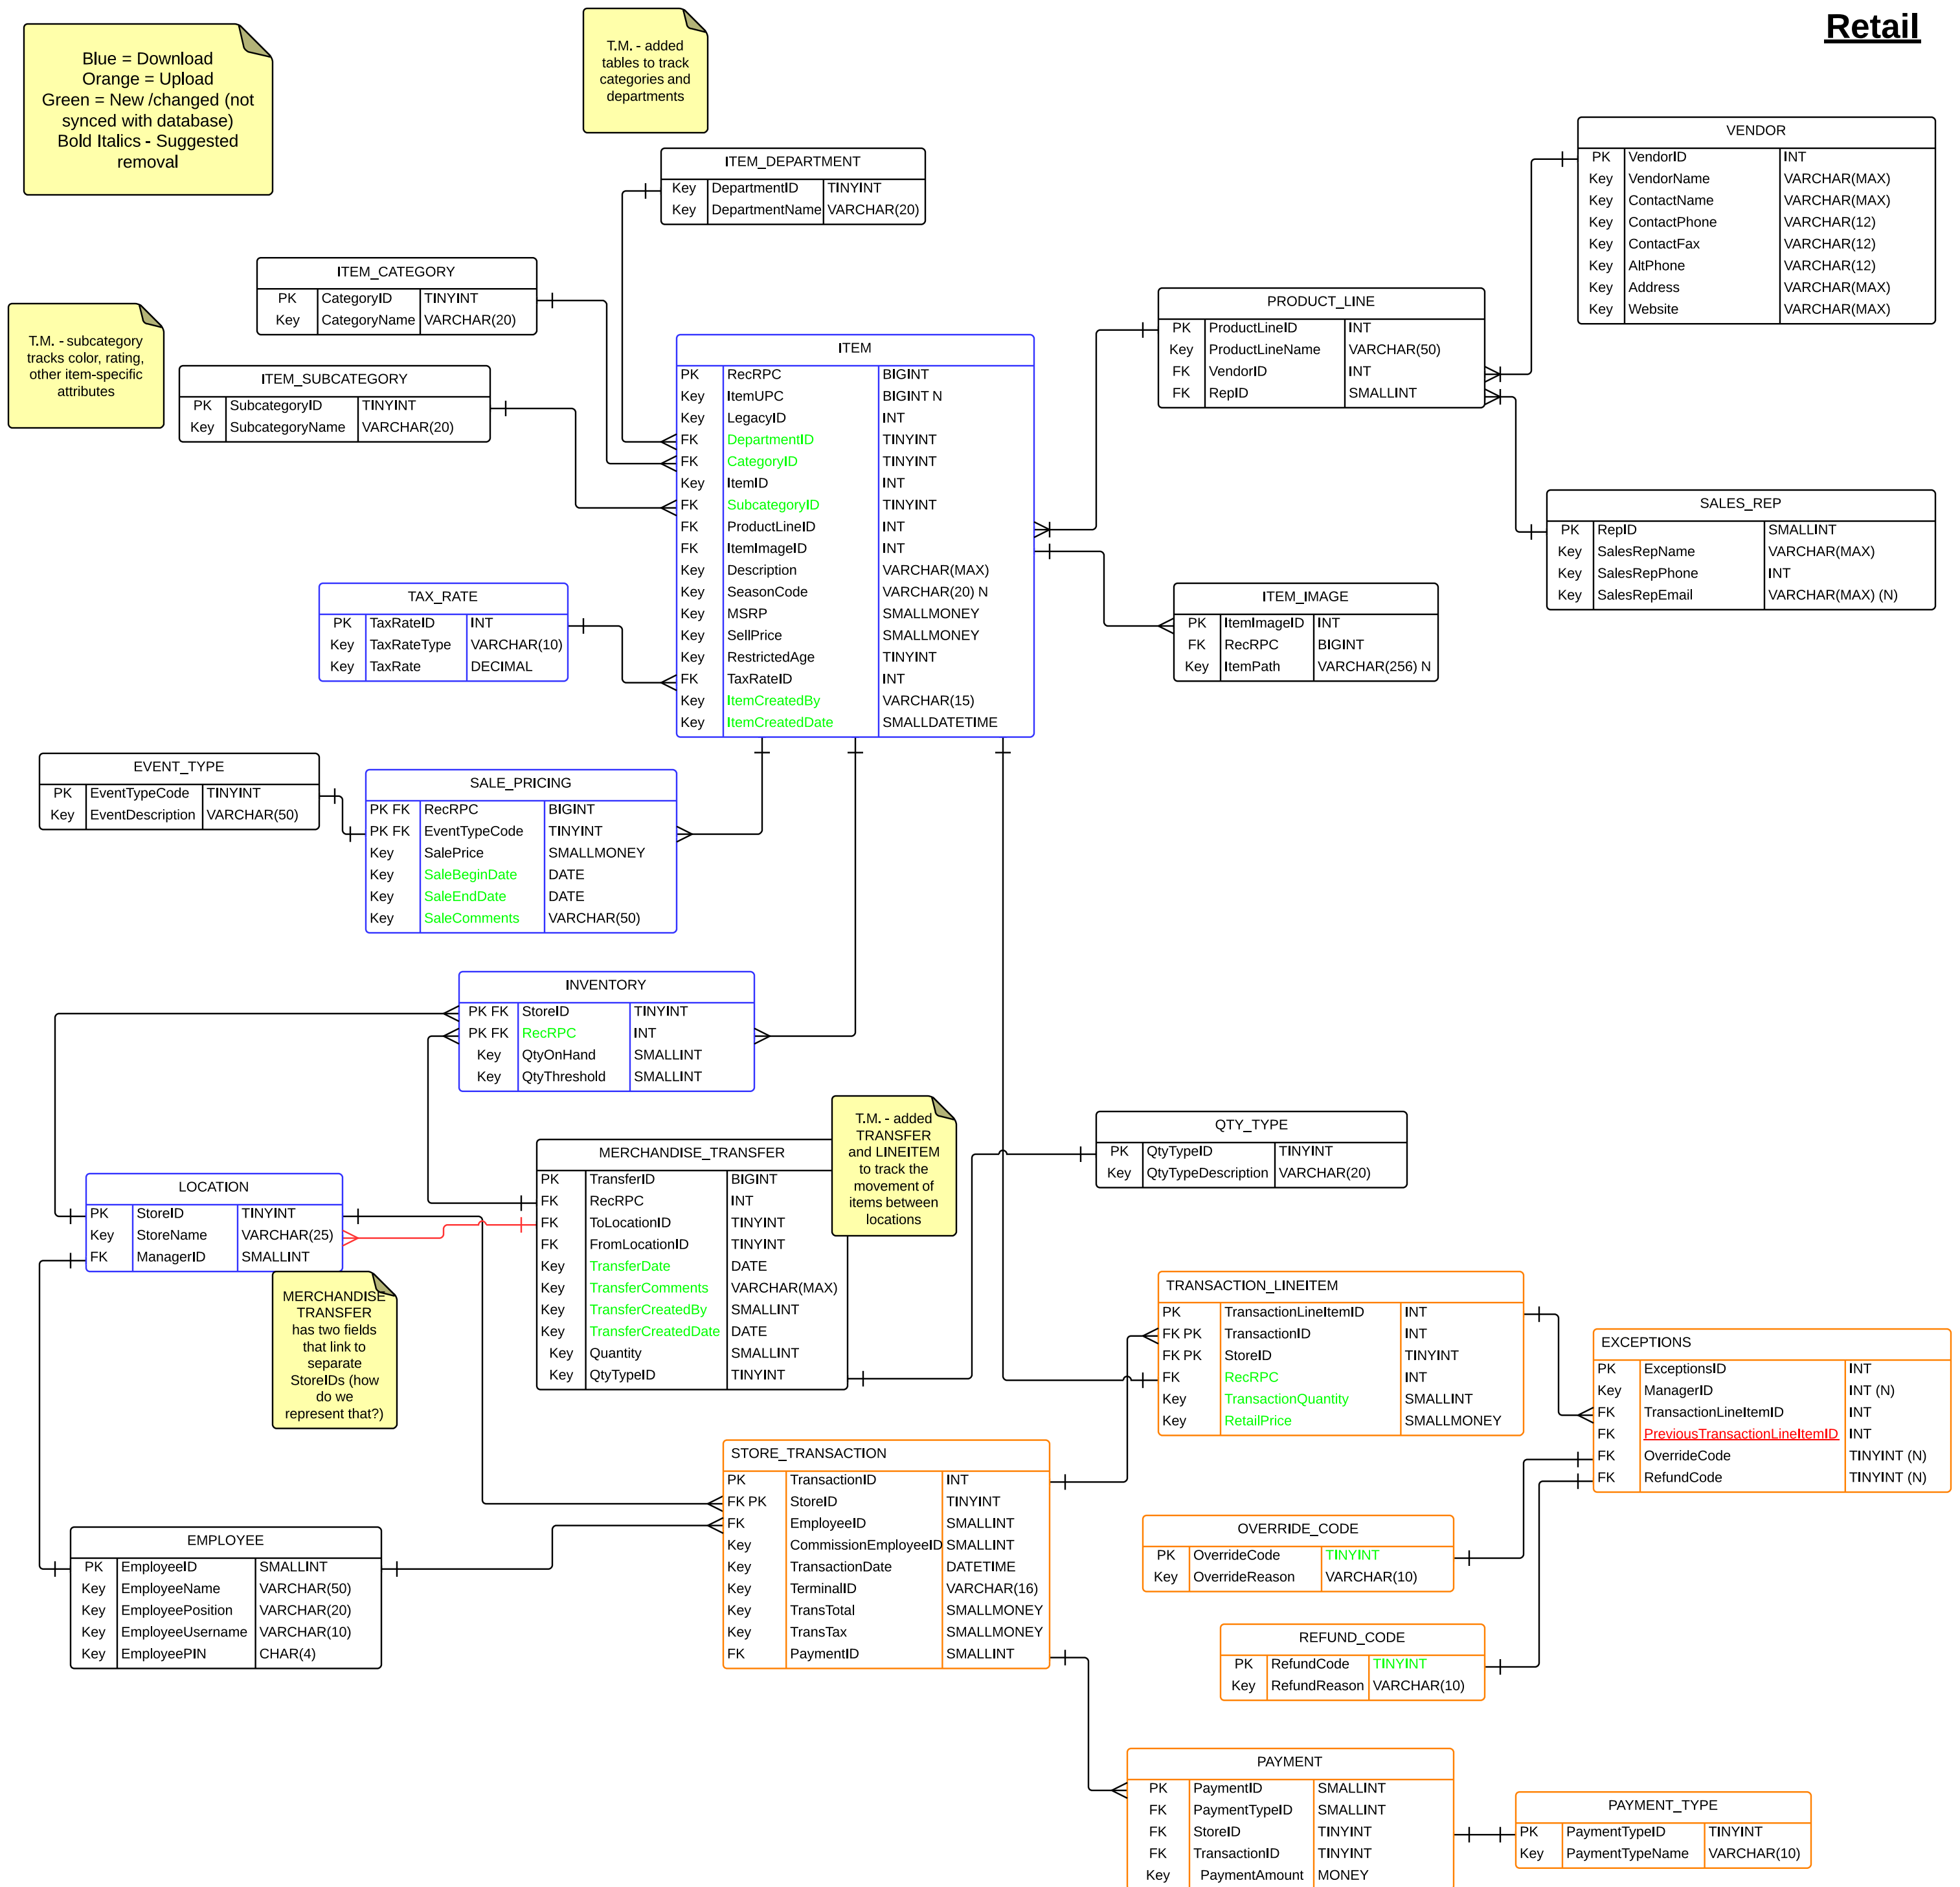 Retail
Blue = Download
Orange = Upload
Green = New /changed (not
synced with database)
Bold Italics - Suggested
removal
T.M. - added
tables to track
categories and
departments
ITEM_DEPARTMENT
Key DepartmentID TINYINT
Key DepartmentName VARCHAR(20)
VENDOR
PK VendorID INT
Key VendorName VARCHAR(MAX)
Key ContactName VARCHAR(MAX)
Key ContactPhone VARCHAR(12)
Key ContactFax VARCHAR(12)
Key AltPhone VARCHAR(12)
Key Address VARCHAR(MAX)
Key Website VARCHAR(MAX)
ITEM_CATEGORY
PK CategoryID TINYINT
Key CategoryName VARCHAR(20)
T.M. - subcategory
tracks color, rating,
other item-specific
attributes
ITEM_SUBCATEGORY
PK SubcategoryID TINYINT
Key SubcategoryName VARCHAR(20)
ITEM
PK RecRPC BIGINT
Key ItemUPC BIGINT N
Key LegacyID INT
FK DepartmentID TINYINT
FK CategoryID TINYINT
Key ItemID INT
FK SubcategoryID TINYINT
FK ProductLineID INT
FK ItemImageID INT
Key Description VARCHAR(MAX)
Key SeasonCode VARCHAR(20) N
Key MSRP SMALLMONEY
Key SellPrice SMALLMONEY
Key RestrictedAge TINYINT
FK TaxRateID INT
Key ItemCreatedBy VARCHAR(15)
Key ItemCreatedDate SMALLDATETIME
PRODUCT_LINE
PK ProductLineID INT
Key ProductLineName VARCHAR(50)
FK VendorID INT
FK RepID SMALLINT
SALES_REP
PK RepID SMALLINT
Key SalesRepName VARCHAR(MAX)
Key SalesRepPhone INT
Key SalesRepEmail VARCHAR(MAX) (N)
TAX_RATE
PK TaxRateID INT
Key TaxRateType VARCHAR(10)
Key TaxRate DECIMAL
ITEM_IMAGE
PK ItemImageID INT
FK RecRPC BIGINT
Key ItemPath VARCHAR(256) N
EVENT_TYPE
PK EventTypeCode TINYINT
Key EventDescription VARCHAR(50)
SALE_PRICING
PK FK RecRPC BIGINT
PK FK EventTypeCode TINYINT
Key SalePrice SMALLMONEY
Key SaleBeginDate DATE
Key SaleEndDate DATE
Key SaleComments VARCHAR(50)
INVENTORY
PK FK StoreID TINYINT
PK FK RecRPC INT
Key QtyOnHand SMALLINT
Key QtyThreshold SMALLINT
T.M. - added
TRANSFER
and LINEITEM
to track the
movement of
items between
locations
QTY_TYPE
PK QtyTypeID TINYINT
Key QtyTypeDescription VARCHAR(20)
MERCHANDISE_TRANSFER
PK TransferID BIGINT
FK RecRPC INT
FK ToLocationID TINYINT
FK FromLocationID TINYINT
Key TransferDate DATE
Key TransferComments VARCHAR(MAX)
Key TransferCreatedBy SMALLINT
Key TransferCreatedDate DATE
Key Quantity SMALLINT
Key QtyTypeID TINYINT
LOCATION
PK StoreID TINYINT
Key StoreName VARCHAR(25)
FK ManagerID SMALLINT
MERCHANDISE
TRANSFER
has two fields
that link to
separate
StoreIDs (how
do we
represent that?)
TRANSACTION_LINEITEM
PK TransactionLineItemID INT
FK PK TransactionID INT
FK PK StoreID TINYINT
FK RecRPC INT
Key TransactionQuantity SMALLINT
Key RetailPrice SMALLMONEY
EXCEPTIONS
PK ExceptionsID INT
Key ManagerID INT (N)
FK TransactionLineItemID INT
FK PreviousTransactionLineItemID INT
FK OverrideCode TINYINT (N)
FK RefundCode TINYINT (N)
STORE_TRANSACTION
PK TransactionID INT
FK PK StoreID TINYINT
FK EmployeeID SMALLINT
Key CommissionEmployeeID SMALLINT
Key TransactionDate DATETIME
Key TerminalID VARCHAR(16)
Key TransTotal SMALLMONEY
Key TransTax SMALLMONEY
FK PaymentID SMALLINT
OVERRIDE_CODE
PK OverrideCode TINYINT
Key OverrideReason VARCHAR(10)
EMPLOYEE
PK EmployeeID SMALLINT
Key EmployeeName VARCHAR(50)
Key EmployeePosition VARCHAR(20)
Key EmployeeUsername VARCHAR(10)
Key EmployeePIN CHAR(4)
REFUND_CODE
PK RefundCode TINYINT
Key RefundReason VARCHAR(10)
PAYMENT
PK PaymentID SMALLINT
FK PaymentTypeID SMALLINT
FK StoreID TINYINT
FK TransactionID TINYINT
Key PaymentAmount MONEY
PAYMENT_TYPE
PK PaymentTypeID TINYINT
Key PaymentTypeName VARCHAR(10)